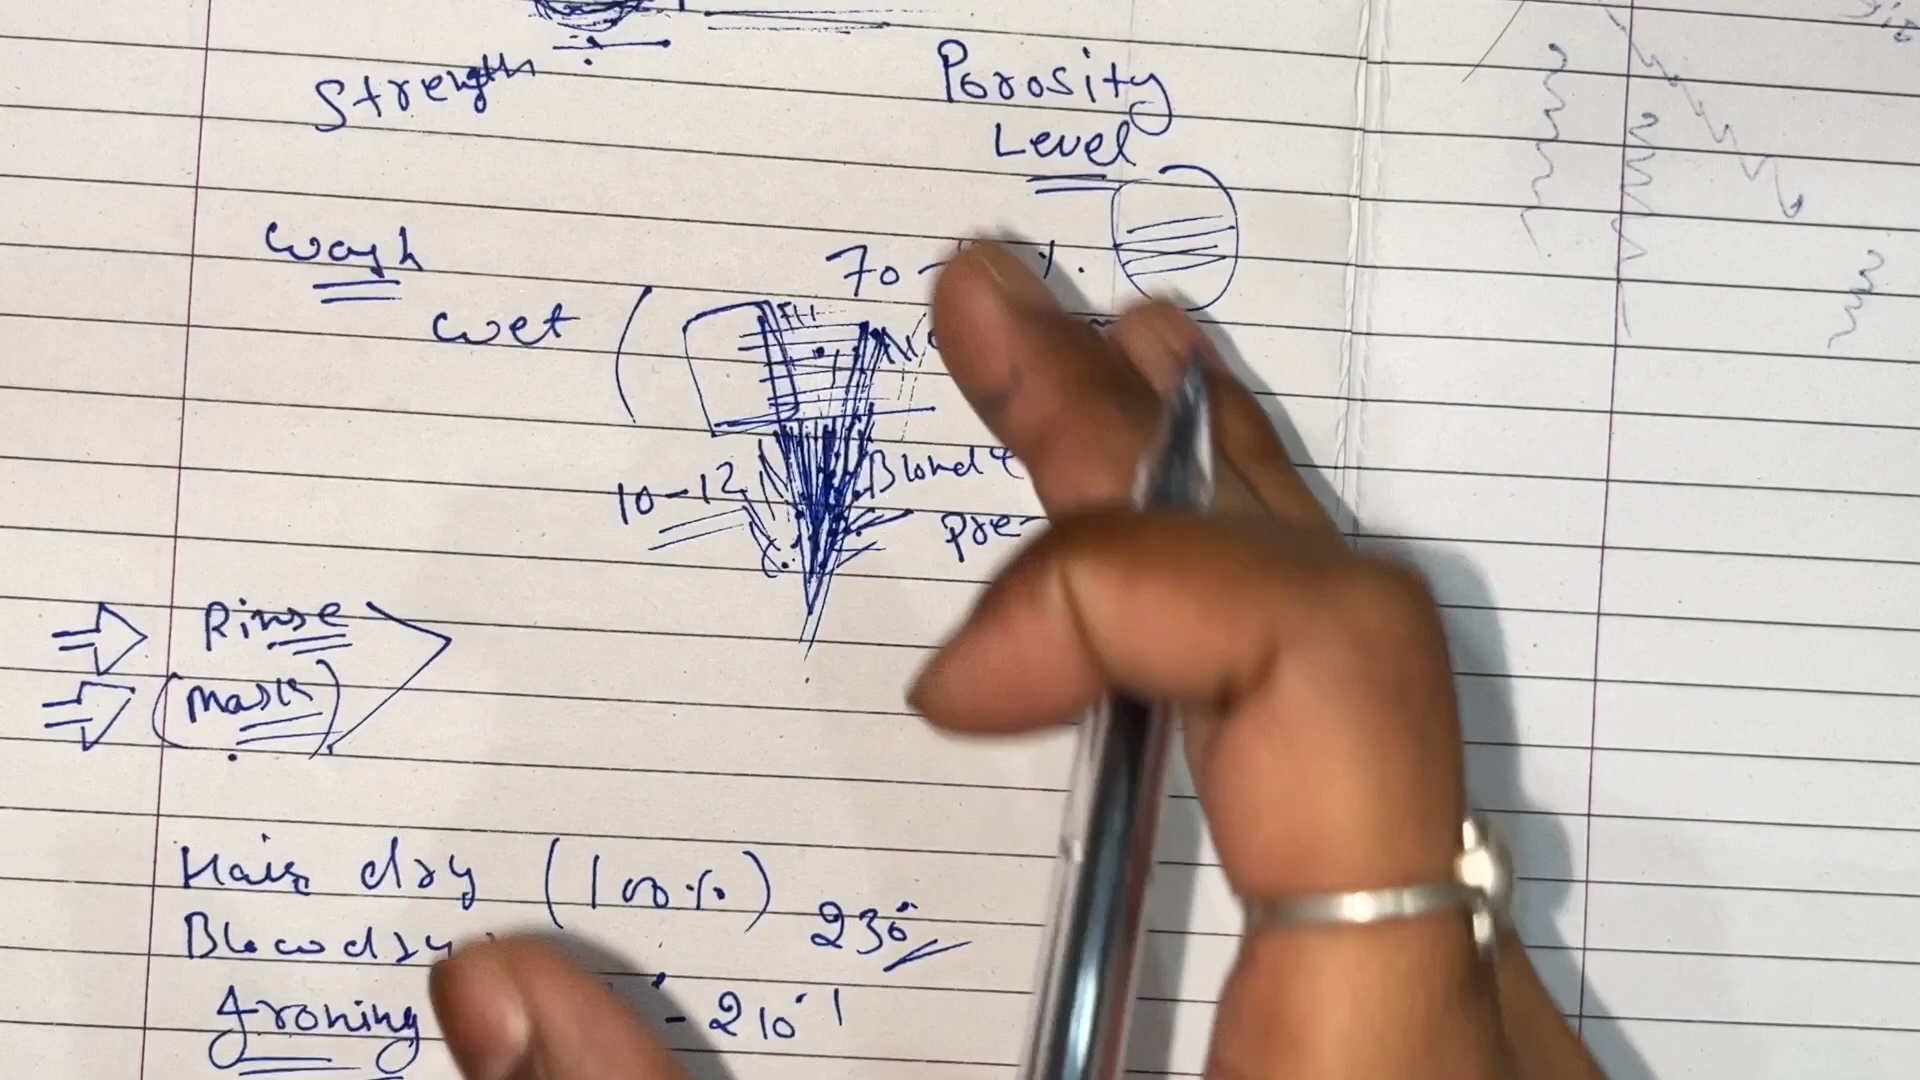 Strength
Porosity
Level
Wash
70 - %.
Wet
10-12
Blond
Pre-
Rinse
(Mask)
Hair dry (100%)
230°
Blowdry
Ironing - 210°